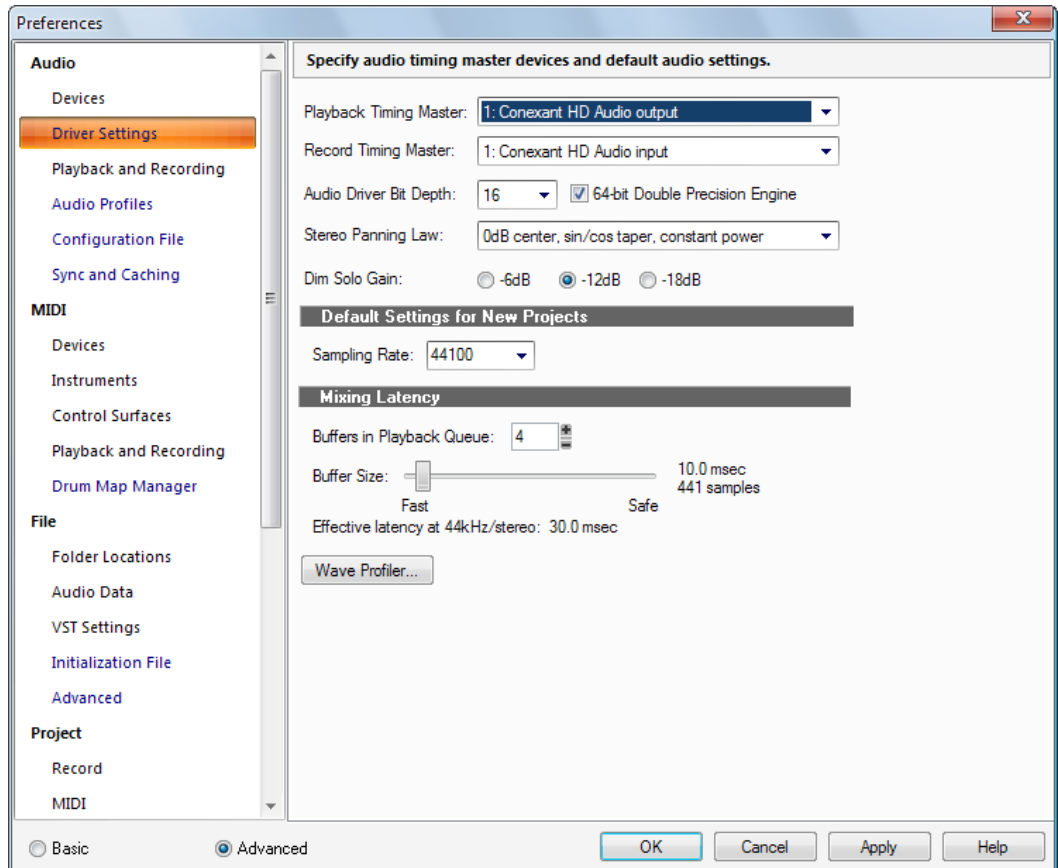 Preferences
Audio
Devices
Driver Settings
Playback and Recording
Audio Profiles
Configuration File
Sync and Caching
MIDI
Devices
Instruments
Control Surfaces
Playback and Recording
Drum Map Manager
File
Folder Locations
Audio Data
VST Settings
Initialization File
Advanced
Project
Record
MIDI
Basic
Advanced
Specify audio timing master devices and default audio settings.
Playback Timing Master: 1: Conexant HD Audio output
Record Timing Master: 1: Conexant HD Audio input
Audio Driver Bit Depth: 16 64-bit Double Precision Engine
Stereo Panning Law: 0dB center, sin/cos taper, constant power
Dim Solo Gain: -6dB -12dB -18dB
Default Settings for New Projects
Sampling Rate: 44100
Mixing Latency
Buffers in Playback Queue: 4
Buffer Size: 10.0 msec
441 samples
Fast Safe
Effective latency at 44kHz/stereo: 30.0 msec
Wave Profiler...
OK Cancel Apply Help